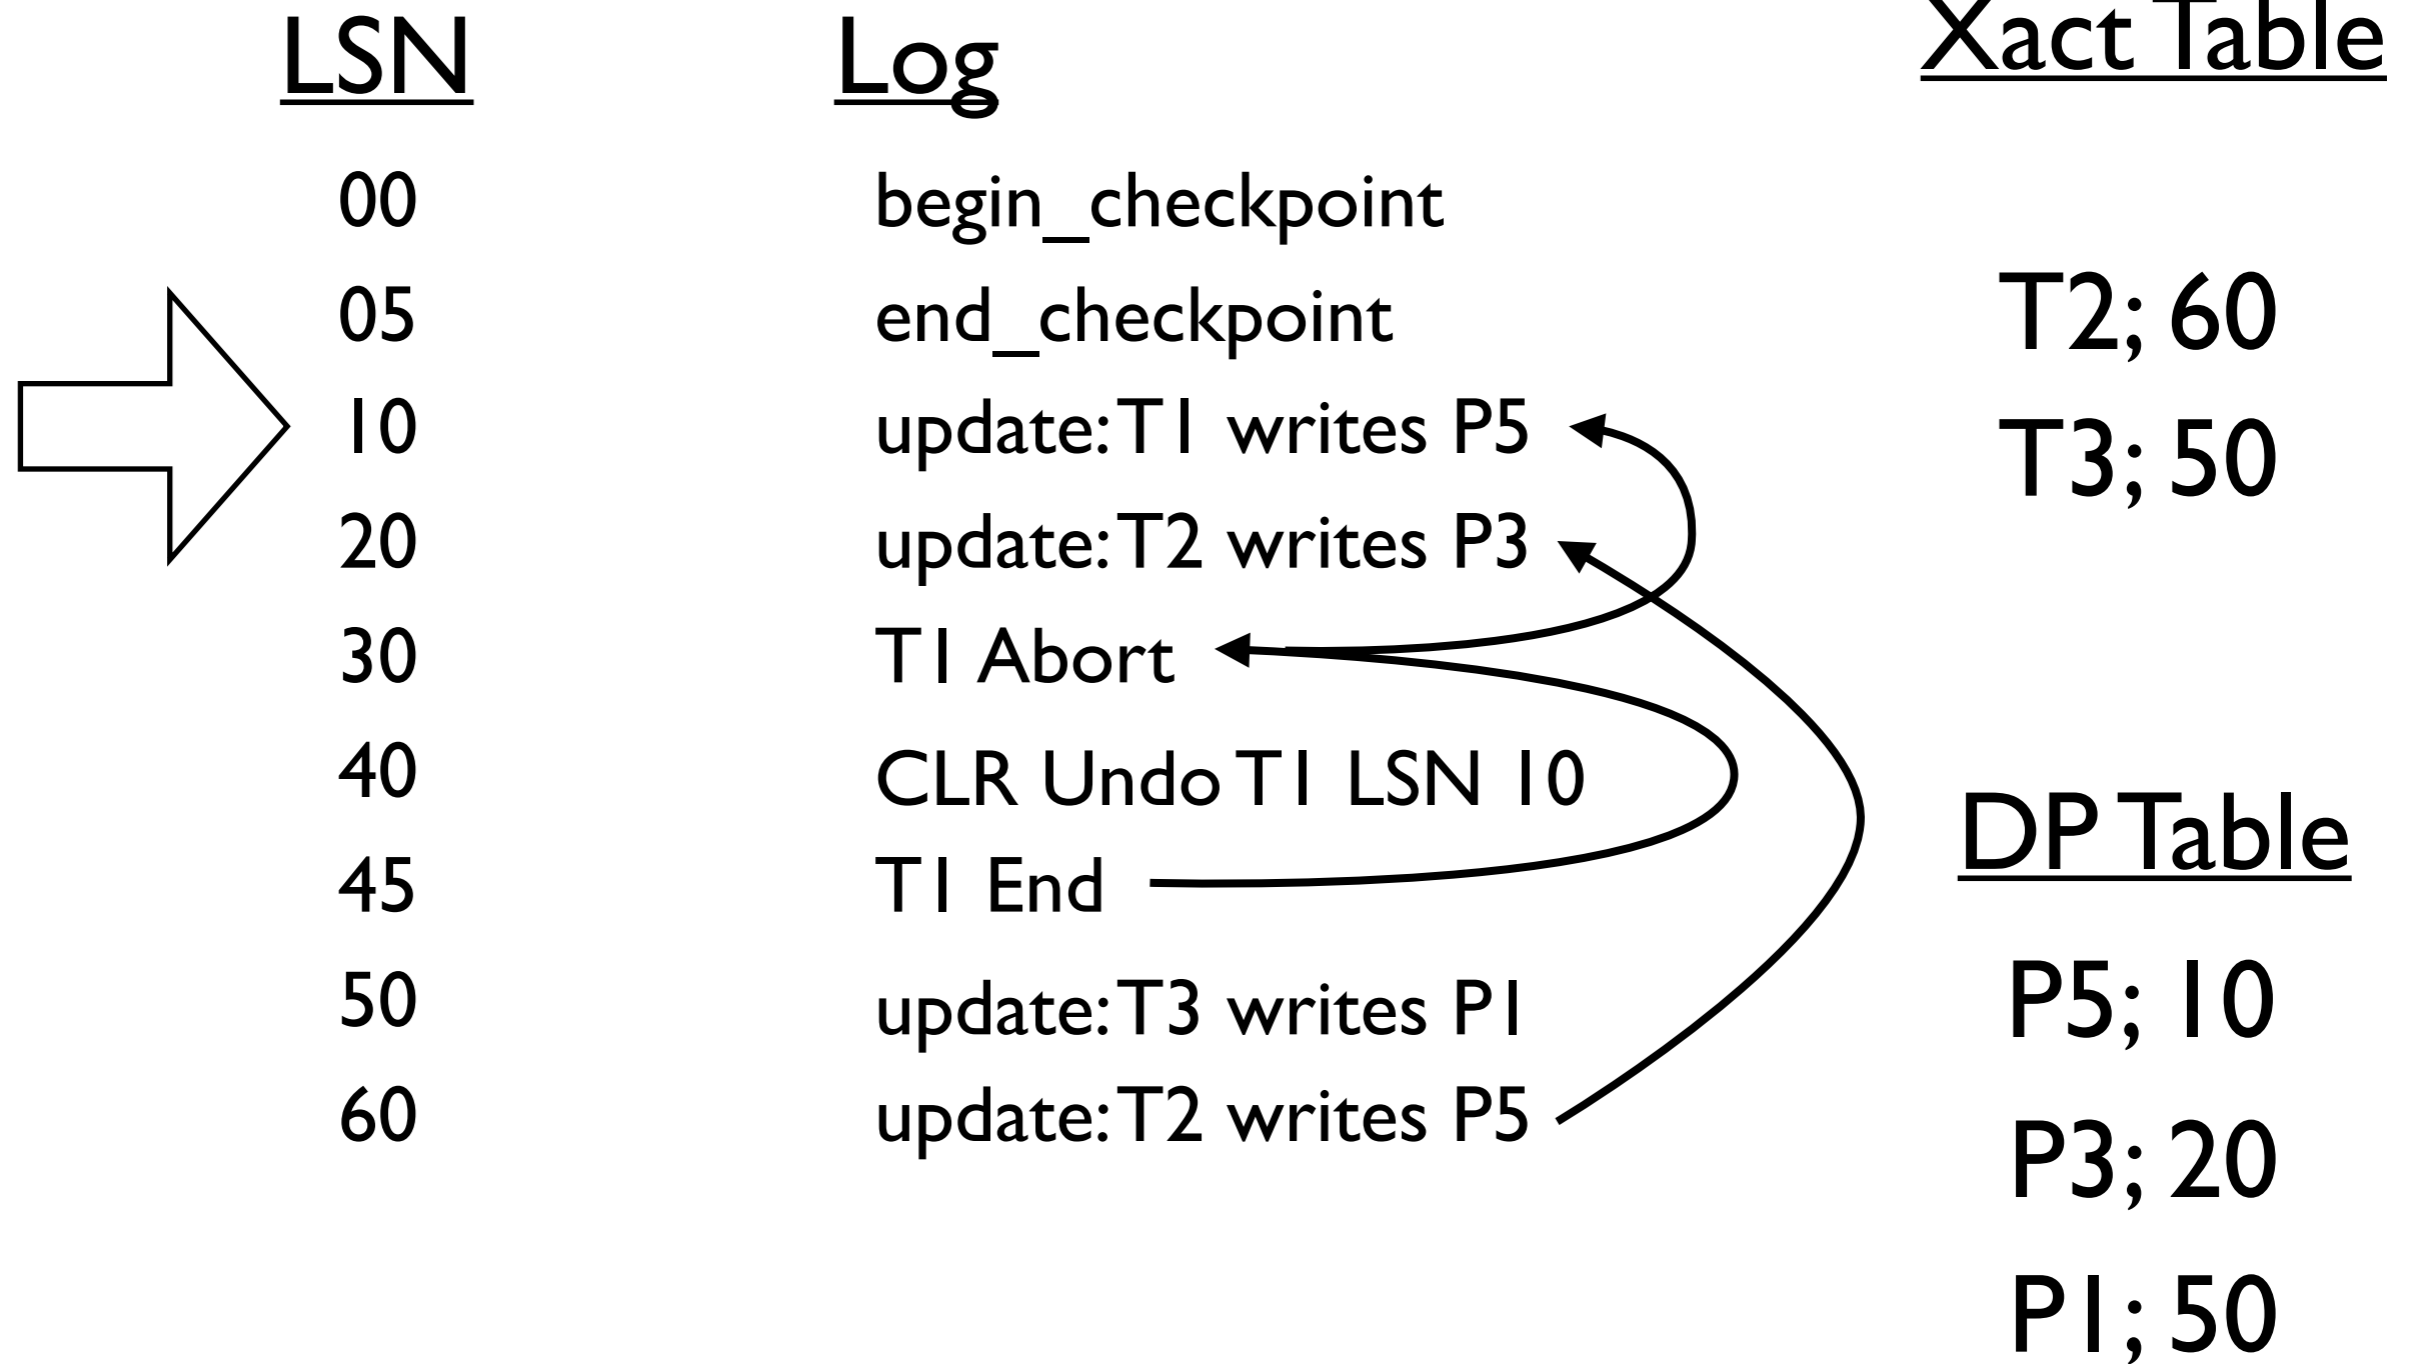 LSN Log Xact Table
00 begin_checkpoint
05 end_checkpoint T2; 60
10 update: T1 writes P5 T3; 50
20 update: T2 writes P3
30 T1 Abort
40 CLR Undo T1 LSN 10 DP Table
45 T1 End
50 update: T3 writes P1 P5; 10
60 update: T2 writes P5 P3; 20
P1; 50